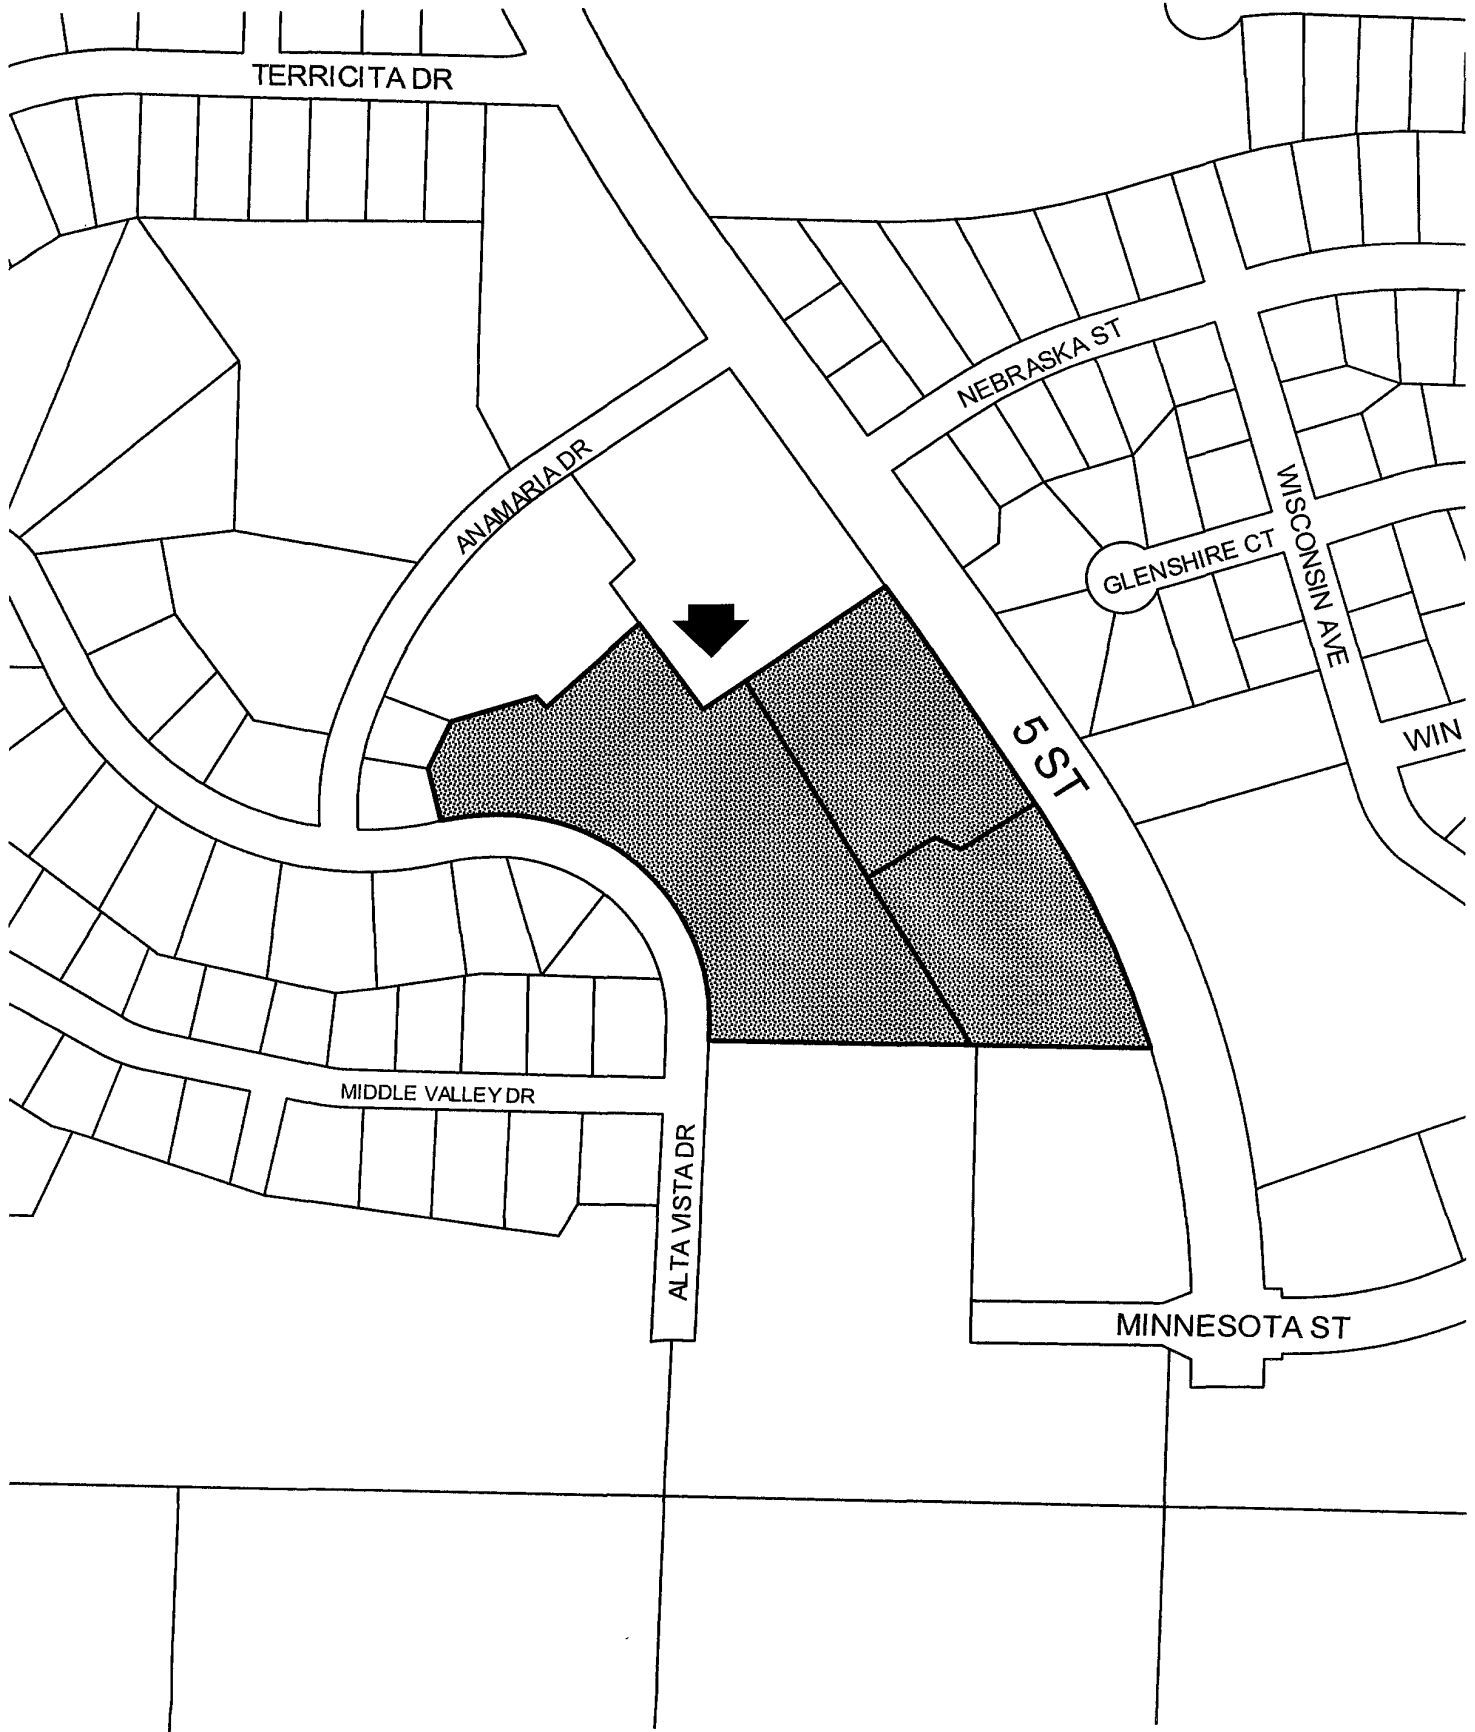 TERRICITA DR
NEBRASKA ST
ANAMARIA DR
WISCONSIN AVE
GLENSHIRE CT
5 ST
WIN
MIDDLE VALLEY DR
ALTA VISTA DR
MINNESOTA ST